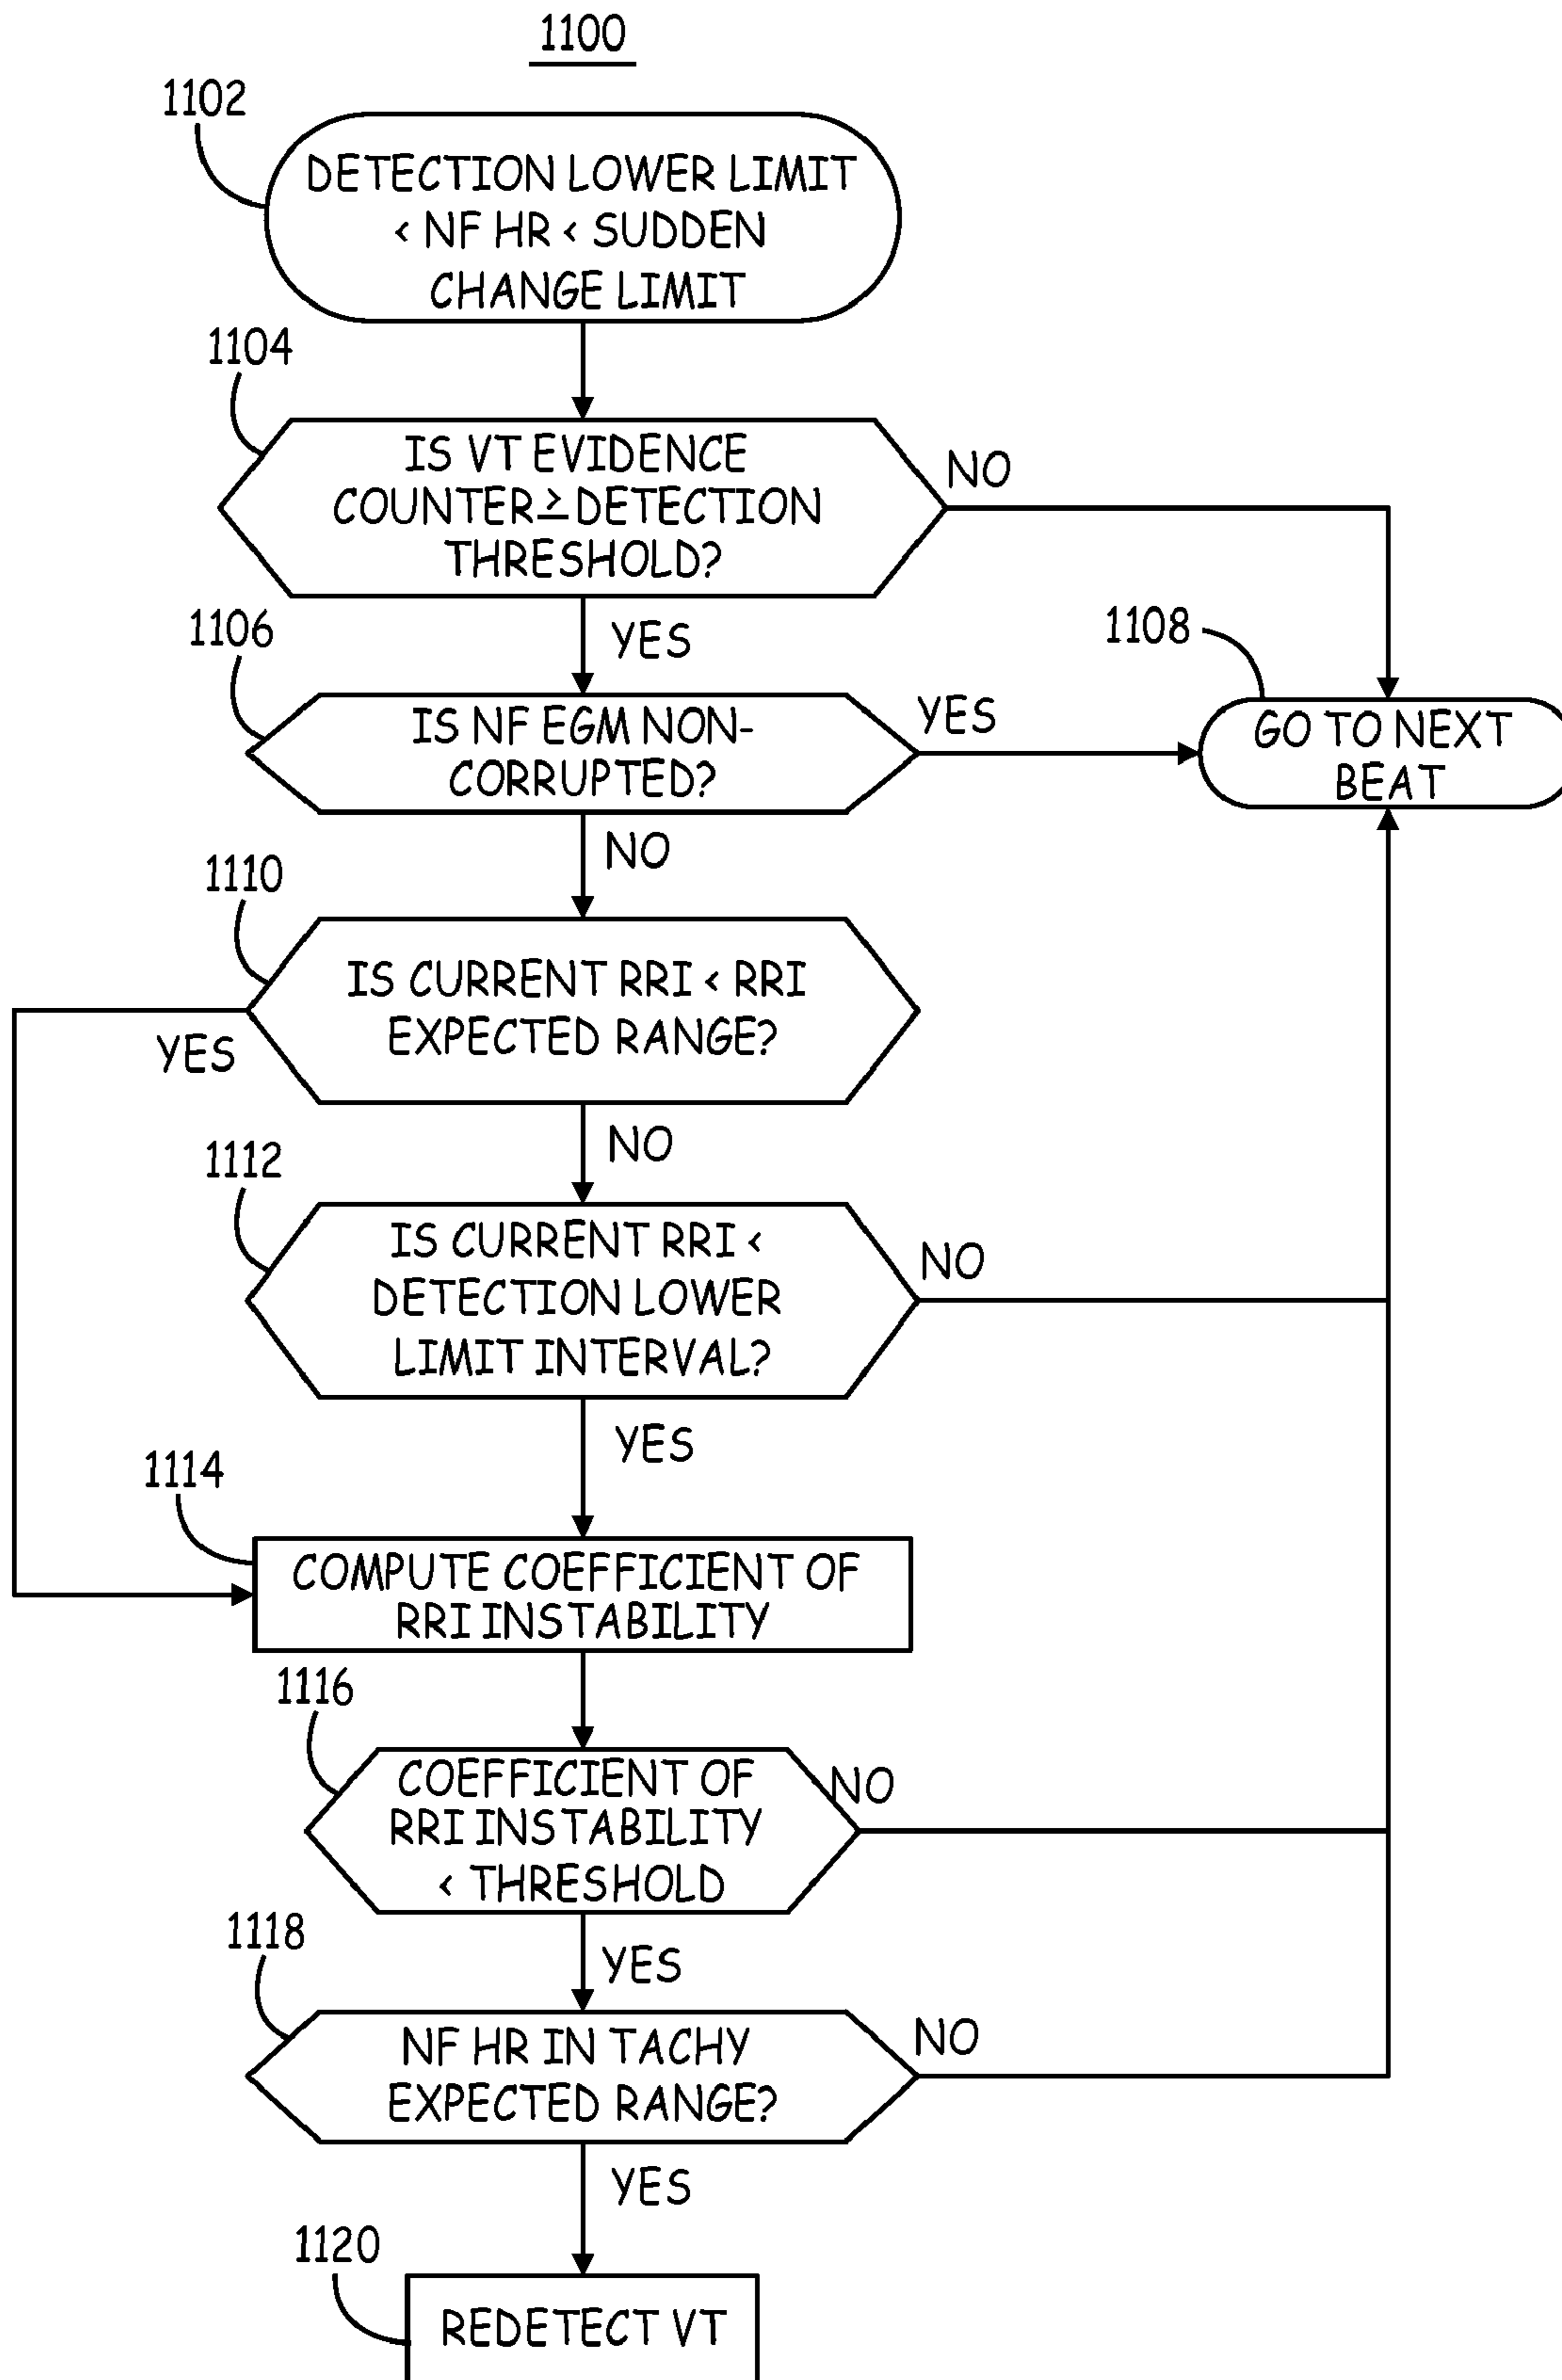 1100
1102
DETECTION LOWER LIMIT
< NF HR < SUDDEN
CHANGE LIMIT
1104
IS VT EVIDENCE
COUNTER ≥ DETECTION
THRESHOLD?
NO
YES
1106
IS NF EGM NON-
CORRUPTED?
YES
1108
GO TO NEXT
BEAT
NO
1110
IS CURRENT RRI < RRI
EXPECTED RANGE?
YES
NO
1112
IS CURRENT RRI <
DETECTION LOWER
LIMIT INTERVAL?
NO
YES
1114
COMPUTE COEFFICIENT OF
RRI INSTABILITY
1116
COEFFICIENT OF
RRI INSTABILITY
< THRESHOLD
NO
YES
1118
NF HR IN TACHY
EXPECTED RANGE?
NO
YES
1120
REDETECT VT